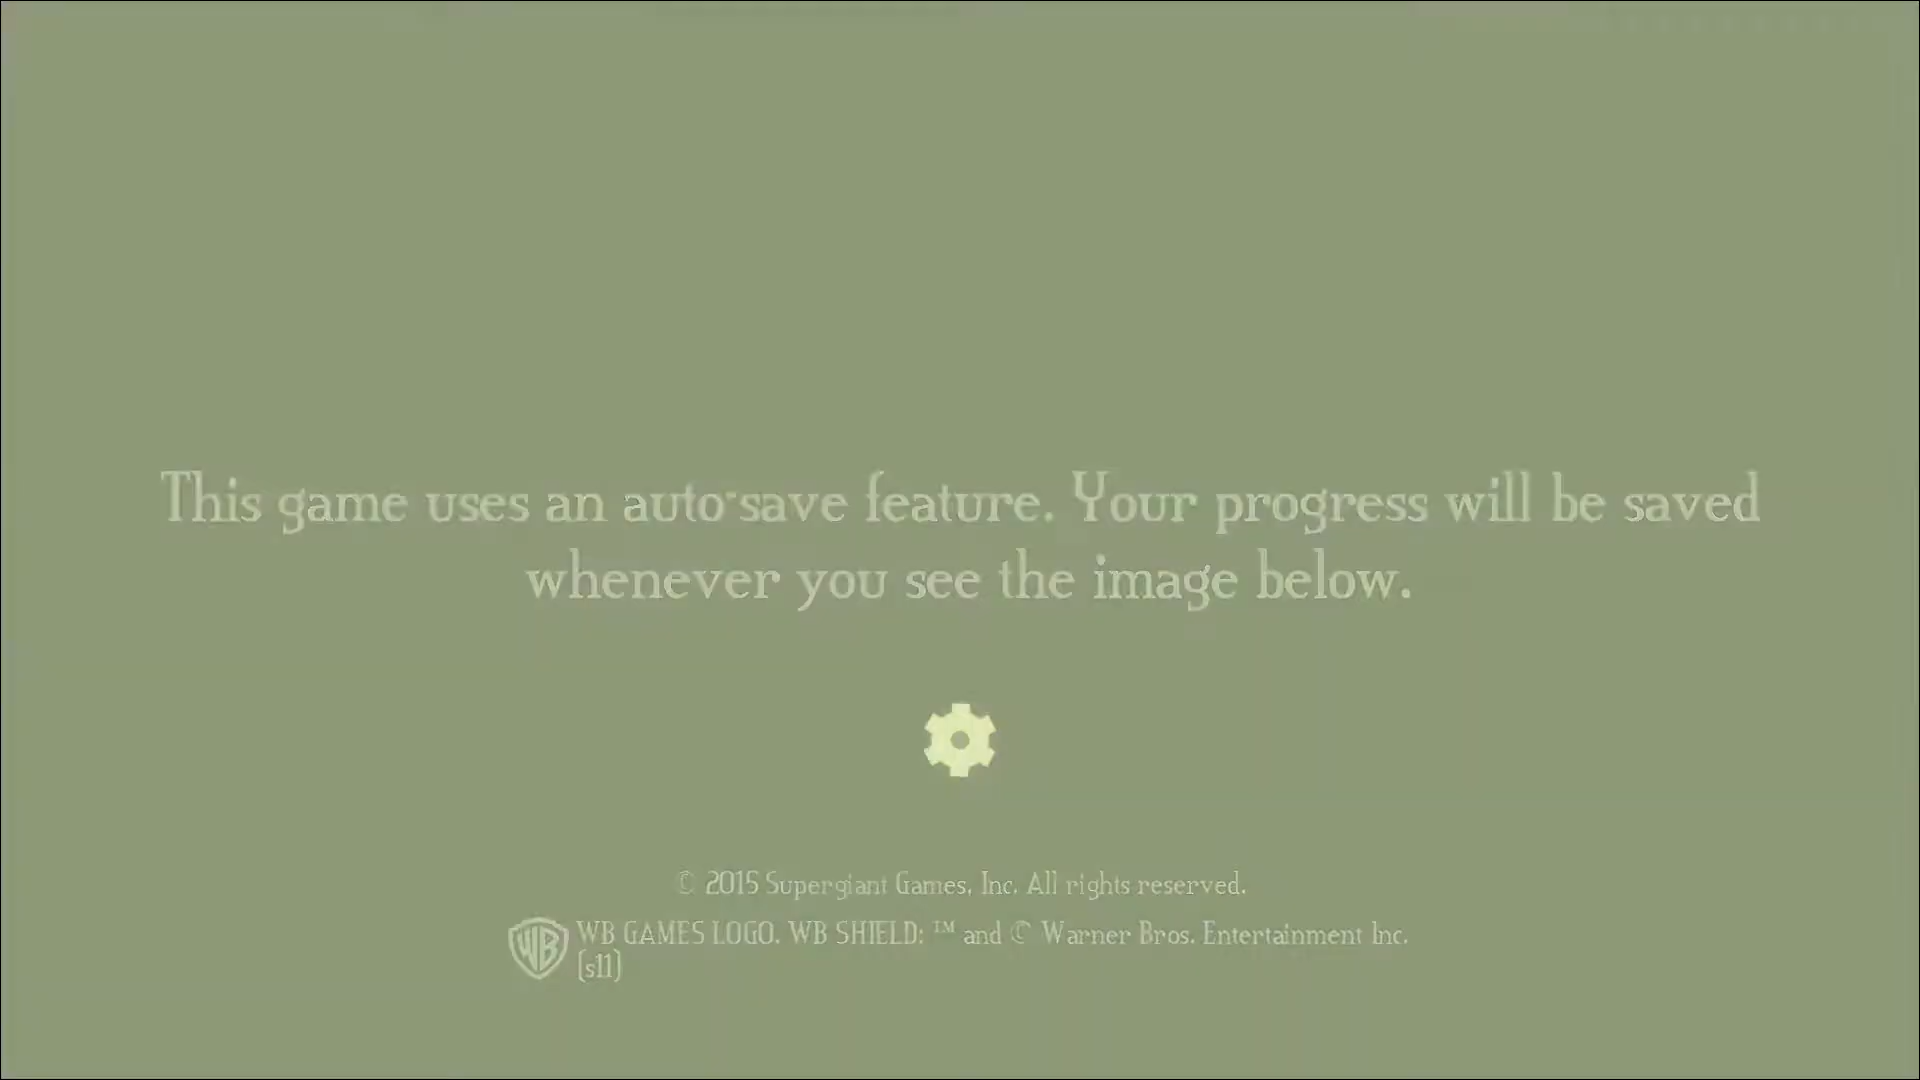 This game uses an auto-save feature. Your progress will be saved
whenever you see the image below.
© 2015 Supergiant Games, Inc. All rights reserved.
WB GAMES LOGO, WB SHIELD: ™ and © Warner Bros. Entertainment Inc.
(s11)